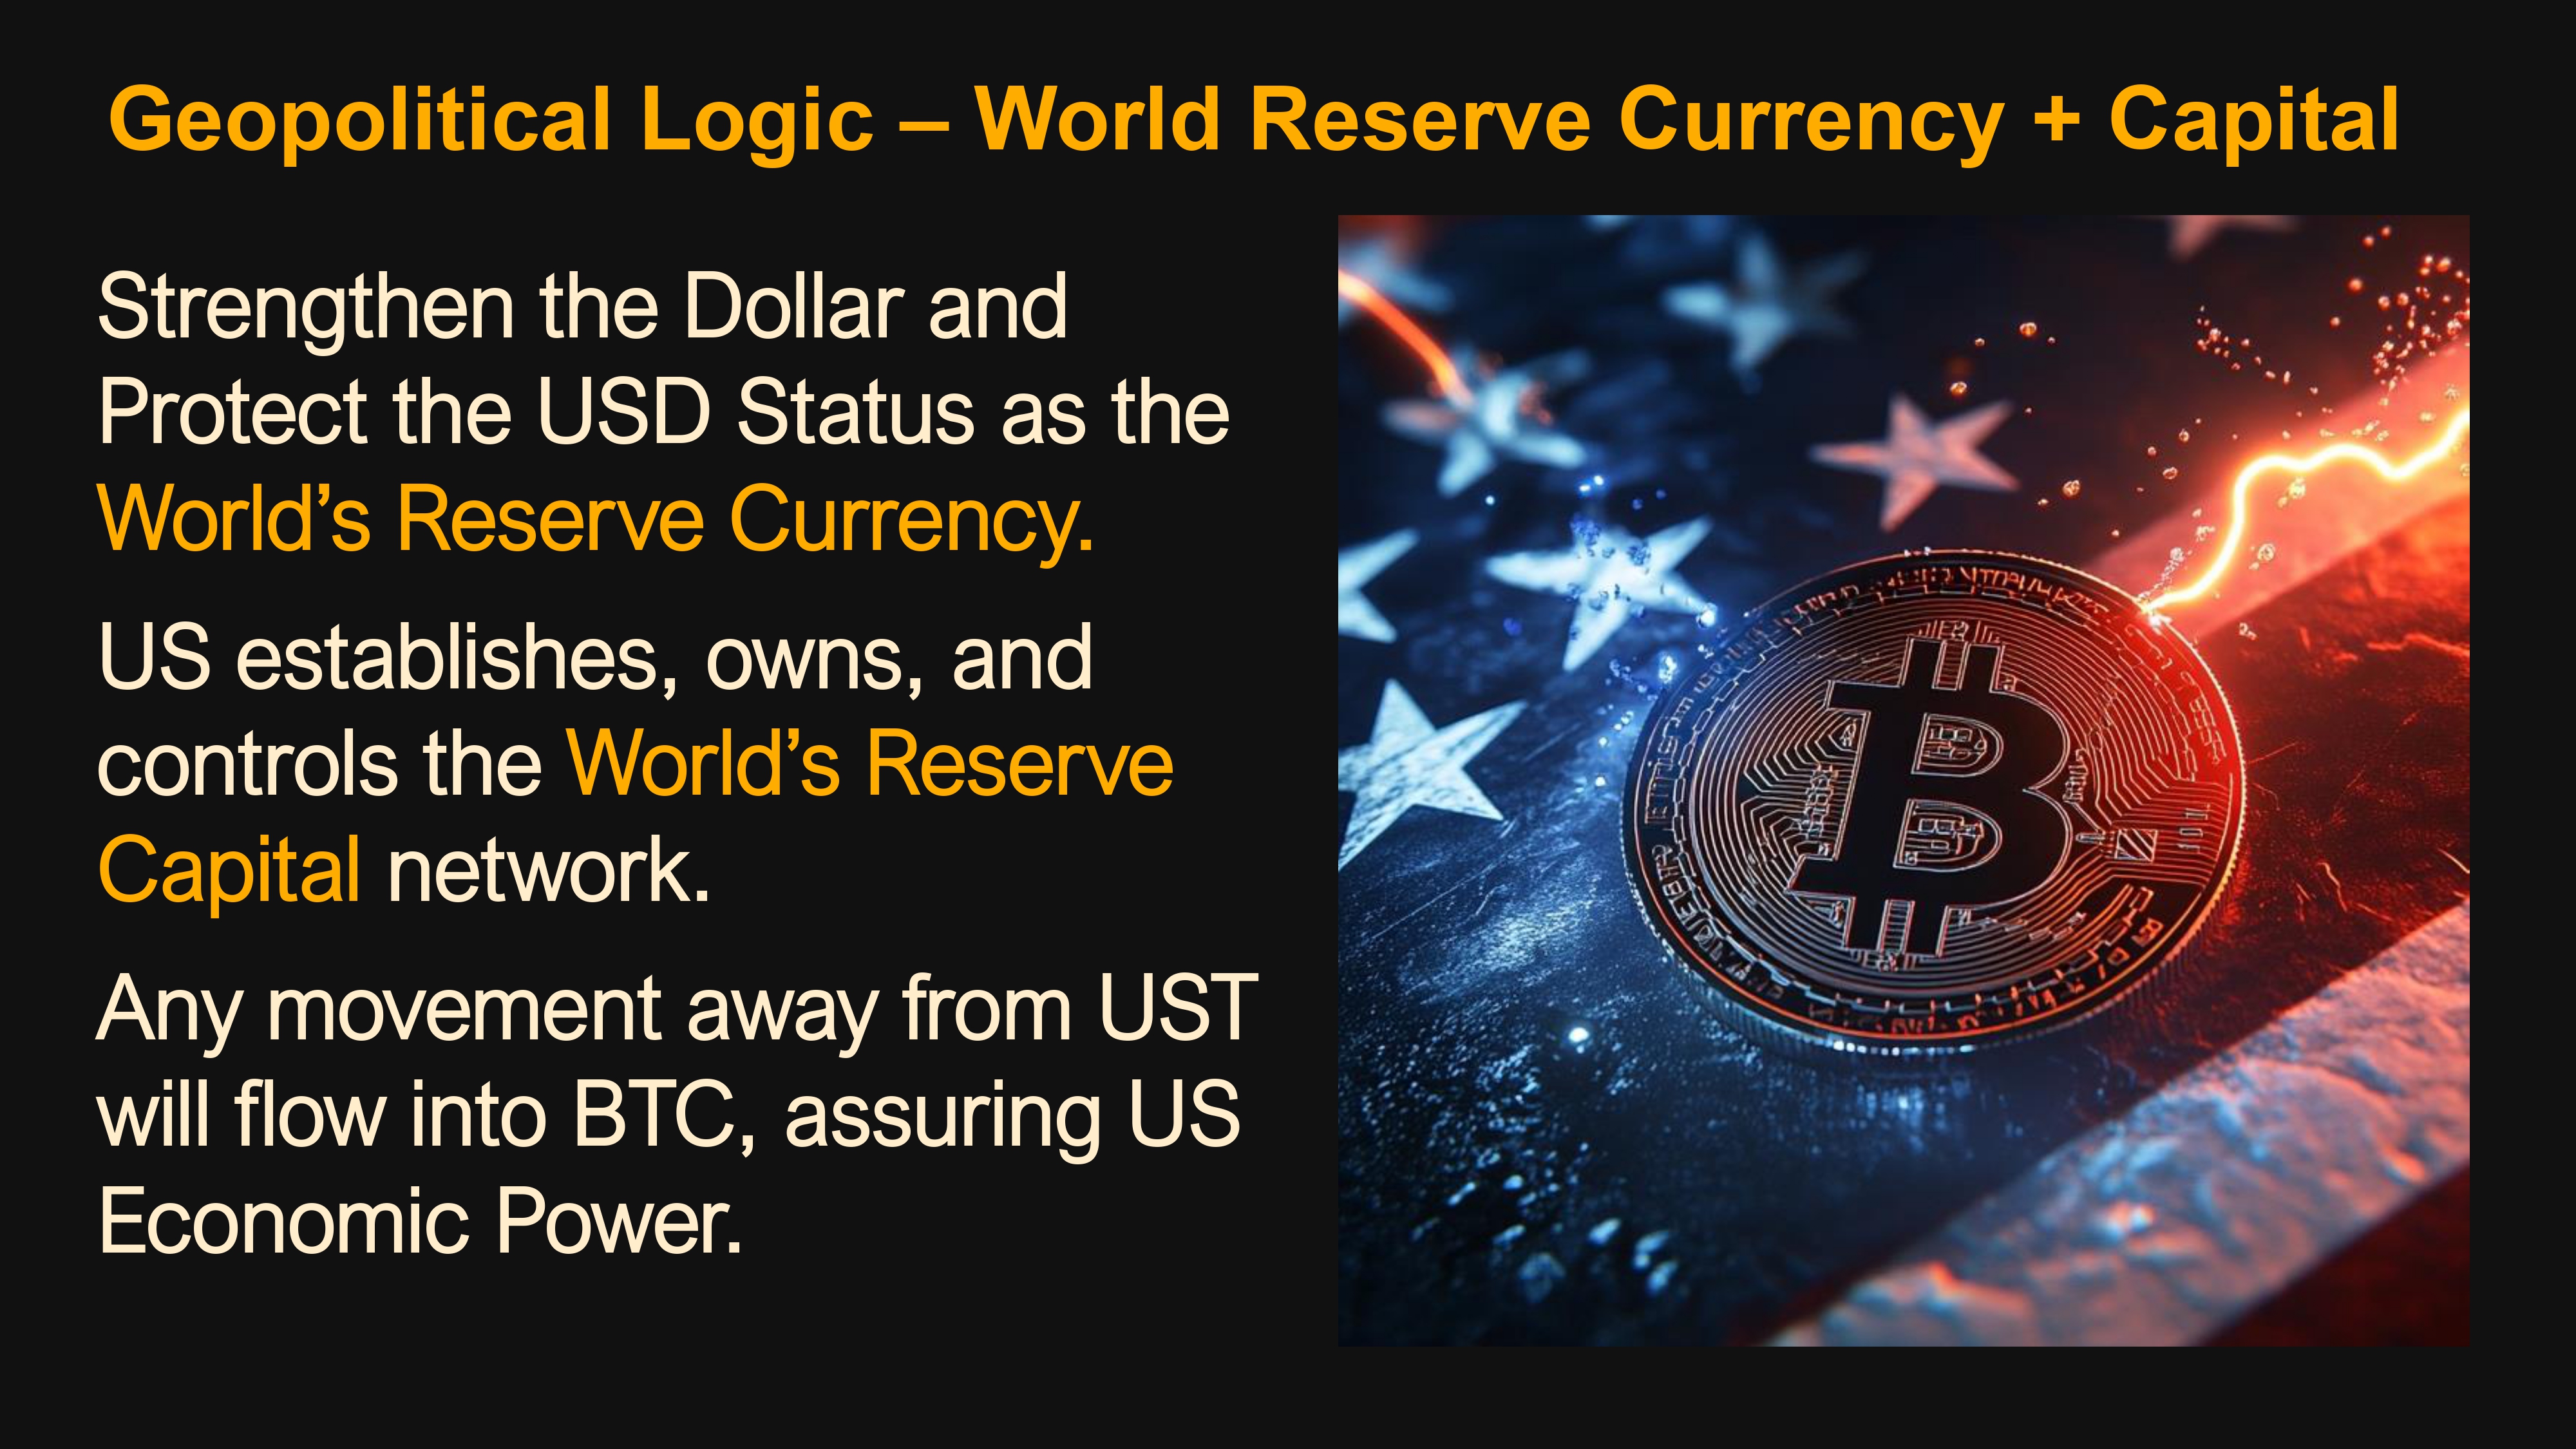 Geopolitical Logic – World Reserve Currency + Capital
Strengthen the Dollar and
Protect the USD Status as the
World’s Reserve Currency.
US establishes, owns, and
controls the World’s Reserve
Capital network.
Any movement away from UST
will flow into BTC, assuring US
Economic Power.